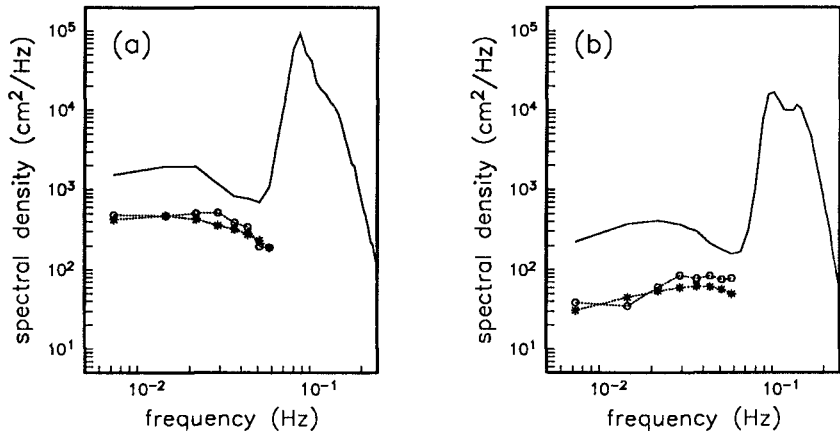 (a)
spectral density (cm²/Hz)
10⁵
10⁴
10³
10²
10¹
10⁻²
10⁻¹
frequency (Hz)
(b)
spectral density (cm²/Hz)
10⁵
10⁴
10³
10²
10¹
10⁻²
10⁻¹
frequency (Hz)